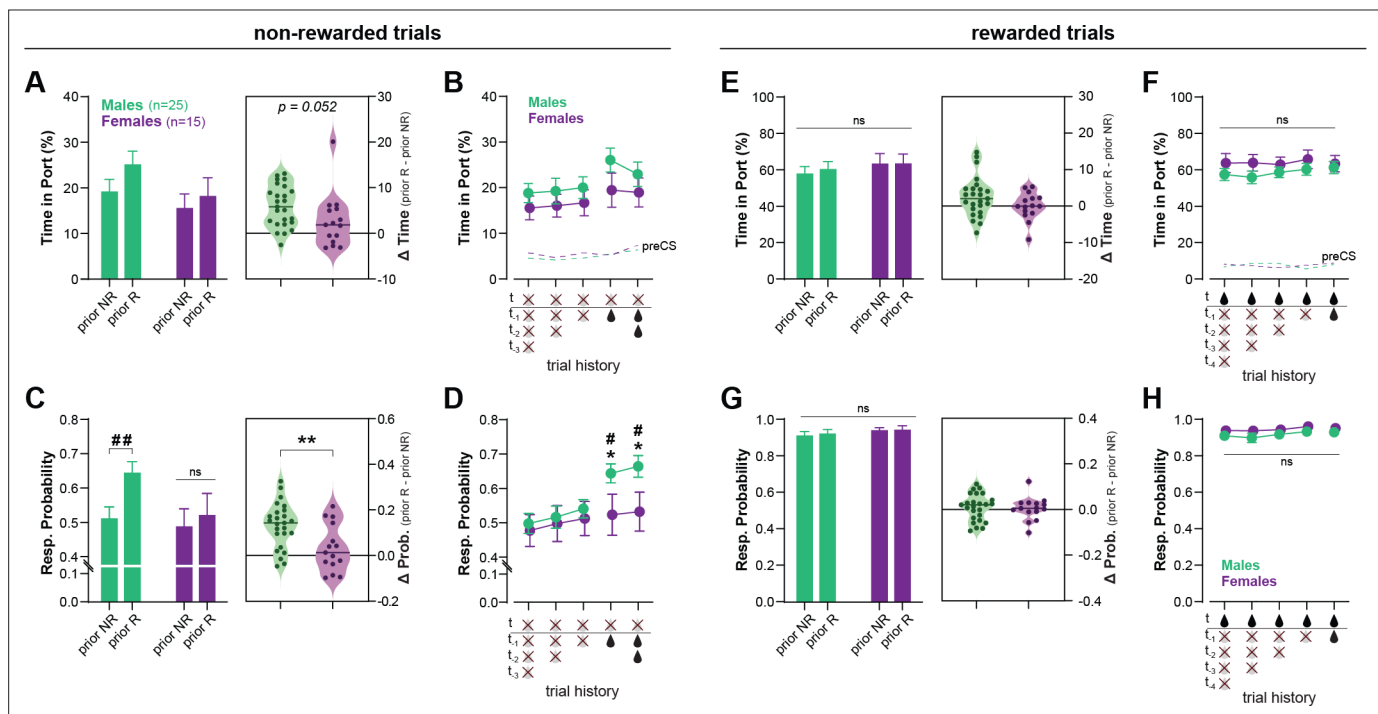 non-rewarded trials
rewarded trials
A
Males (n=25)
Females (n=15)
Time in Port (%)
40
30
20
10
0
prior NR
prior R
prior NR
prior R
p = 0.052
30
20
10
0
-10
Δ Time (prior R - prior NR)
B
Males
Females
Time in Port (%)
40
30
20
10
0
preCS
t
t-1
t-2
t-3
trial history
E
Time in Port (%)
100
80
60
40
20
0
ns
prior NR
prior R
prior NR
prior R
30
20
10
0
-10
-20
Δ Time (prior R - prior NR)
F
Time in Port (%)
100
80
60
40
20
0
ns
preCS
t
t-1
t-2
t-3
t-4
trial history
C
Resp. Probability
0.8
0.7
0.6
0.5
0.4
0.1
0.0
##
ns
prior NR
prior R
prior NR
prior R
**
0.6
0.4
0.2
0.0
-0.2
Δ Prob. (prior R - prior NR)
D
Resp. Probability
0.8
0.7
0.6
0.5
0.4
0.1
0.0
#
*
#
*
t
t-1
t-2
t-3
trial history
G
Resp. Probability
1.0
0.8
0.6
0.4
0.2
0.0
ns
prior NR
prior R
prior NR
prior R
0.4
0.2
0.0
-0.2
-0.4
Δ Prob. (prior R - prior NR)
H
Resp. Probability
1.0
0.8
0.6
0.4
0.2
0.0
ns
Males
Females
t
t-1
t-2
t-3
t-4
trial history